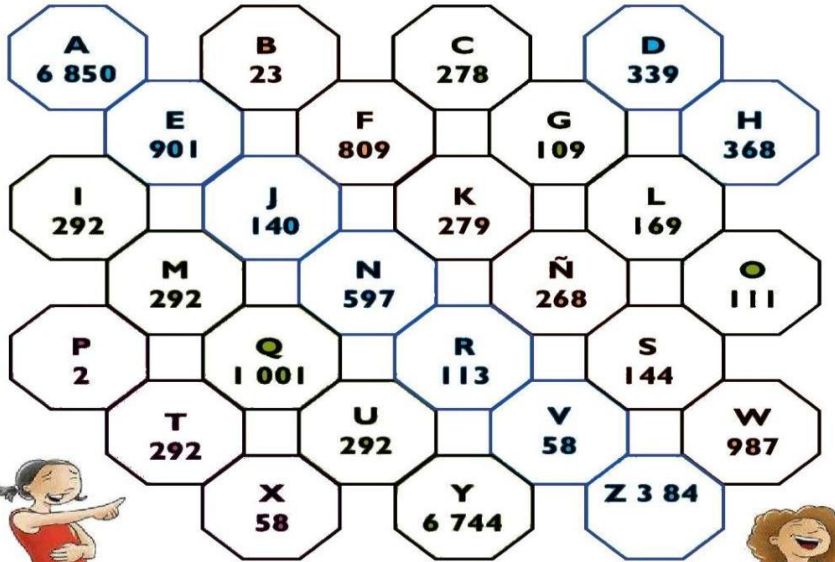 A
6 850
B
23
C
278
D
339
E
901
F
809
G
109
H
368
I
292
J
140
K
279
L
169
M
292
N
597
Ñ
268
O
111
P
2
Q
1 001
R
113
S
144
T
292
U
292
V
58
W
987
X
58
Y
6 744
Z 3 84